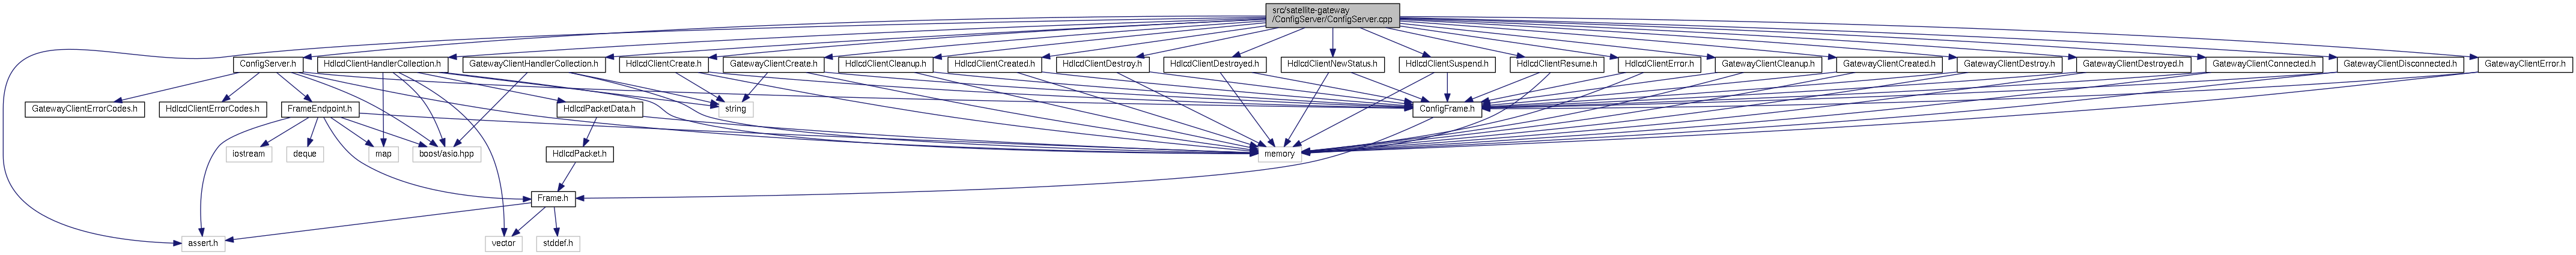 src/satellite-gateway
/ConfigServer/ConfigServer.cpp
ConfigServer.h
HdlcdClientHandlerCollection.h
GatewayClientHandlerCollection.h
HdlcdClientCreate.h
GatewayClientCreate.h
HdlcdClientCleanup.h
HdlcdClientCreated.h
HdlcdClientDestroy.h
HdlcdClientDestroyed.h
HdlcdClientNewStatus.h
HdlcdClientSuspend.h
HdlcdClientResume.h
HdlcdClientError.h
GatewayClientCleanup.h
GatewayClientCreated.h
GatewayClientDestroy.h
GatewayClientDestroyed.h
GatewayClientConnected.h
GatewayClientDisconnected.h
GatewayClientError.h
GatewayClientErrorCodes.h
HdlcdClientErrorCodes.h
FrameEndpoint.h
HdlcdPacketData.h
string
ConfigFrame.h
iostream
deque
map
boost/asio.hpp
HdlcdPacket.h
memory
Frame.h
assert.h
vector
stddef.h